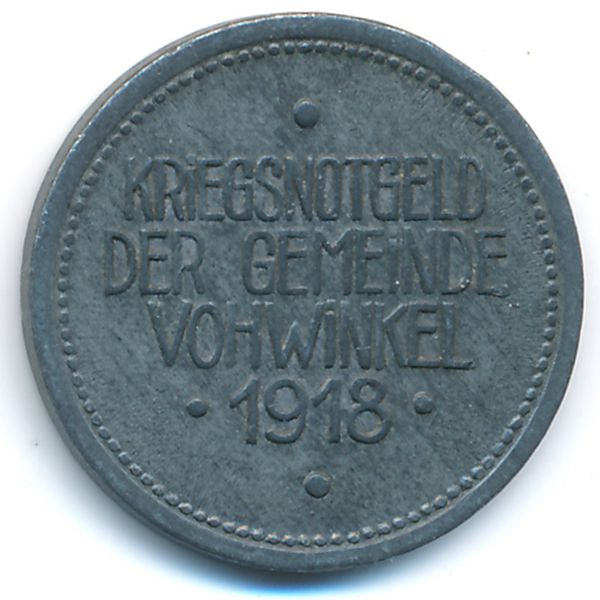 KRiEGSNOTGELD
DER GEMEiNDE
VOHWiNKEL
• 1918 •